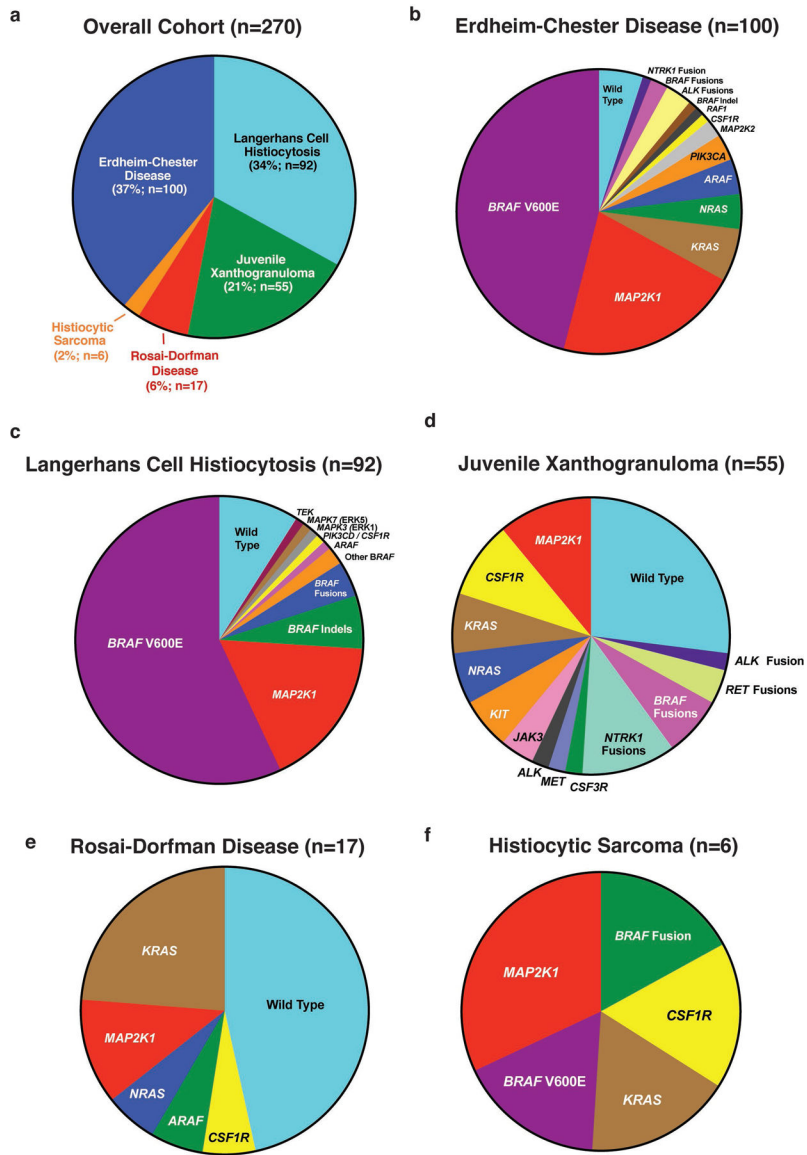 a
Overall Cohort (n=270)
Erdheim-Chester
Disease
(37%; n=100)
Langerhans Cell
Histiocytosis
(34%; n=92)
Juvenile
Xanthogranuloma
(21%; n=55)
Histiocytic
Sarcoma
(2%; n=6)
Rosai-Dorfman
Disease
(6%; n=17)
b
Erdheim-Chester Disease (n=100)
Wild
Type
NTRK1 Fusion
BRAF Fusions
ALK Fusions
BRAF Indel
RAF1
CSF1R
MAP2K2
PIK3CA
ARAF
NRAS
KRAS
MAP2K1
BRAF V600E
c
Langerhans Cell Histiocytosis (n=92)
Wild
Type
TEK
MAPK7 (ERK5)
MAPK3 (ERK1)
PIK3CD / CSF1R
ARAF
Other BRAF
BRAF
Fusions
BRAF Indels
MAP2K1
BRAF V600E
d
Juvenile Xanthogranuloma (n=55)
MAP2K1
Wild Type
CSF1R
KRAS
NRAS
KIT
JAK3
ALK
MET
CSF3R
NTRK1
Fusions
BRAF
Fusions
RET Fusions
ALK Fusion
e
Rosai-Dorfman Disease (n=17)
KRAS
Wild Type
MAP2K1
NRAS
ARAF
CSF1R
f
Histiocytic Sarcoma (n=6)
BRAF Fusion
MAP2K1
CSF1R
BRAF V600E
KRAS